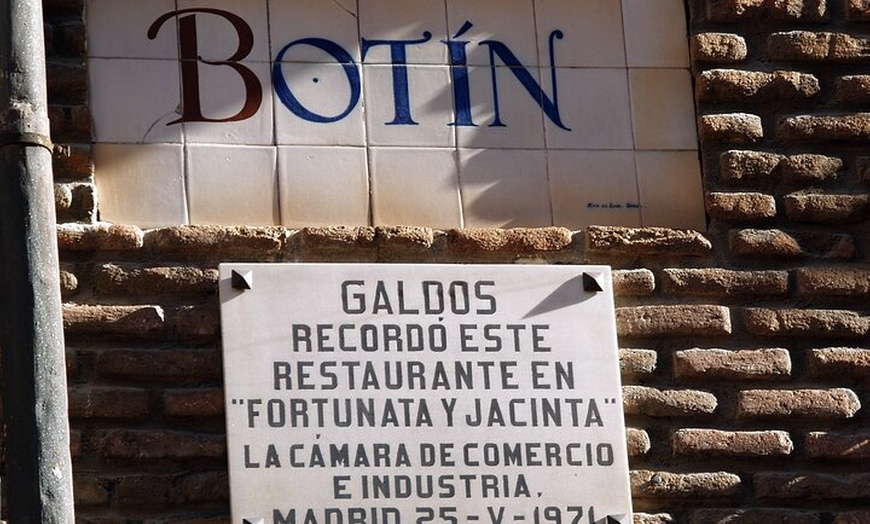 BOTÍN
GALDOS
RECORDÓ ESTE
RESTAURANTE EN
"FORTUNATA Y JACINTA"
LA CÁMARA DE COMERCIO
E INDUSTRIA.
MADRID 25-V-1971